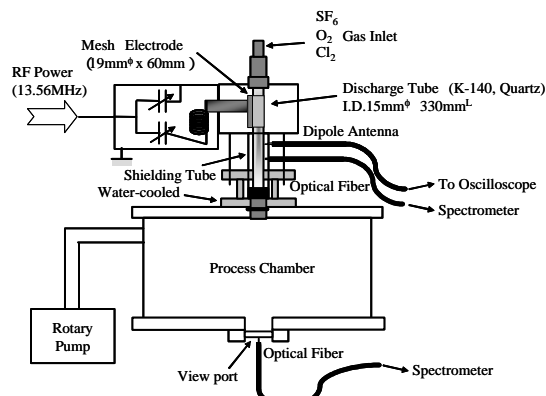 SF6
O2 Gas Inlet
Cl2
Mesh Electrode
(19mmϕ x 60mm )
RF Power
(13.56MHz)
Discharge Tube (K-140, Quartz)
I.D.15mmϕ 330mmL
Dipole Antenna
Shielding Tube
Water-cooled
Optical Fiber
To Oscilloscope
Spectrometer
Process Chamber
Rotary
Pump
Optical Fiber
View port
Spectrometer